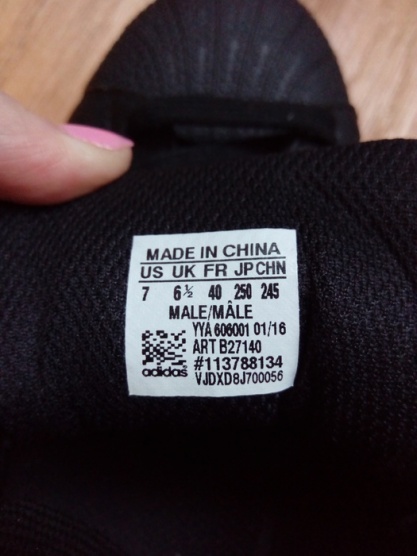 MADE IN CHINA
US UK FR JP CHN
7 6½ 40 250 245
MALE/MÂLE
YYA 606001 01/16
ART B27140
#113788134
adidas VJDXD8J700056